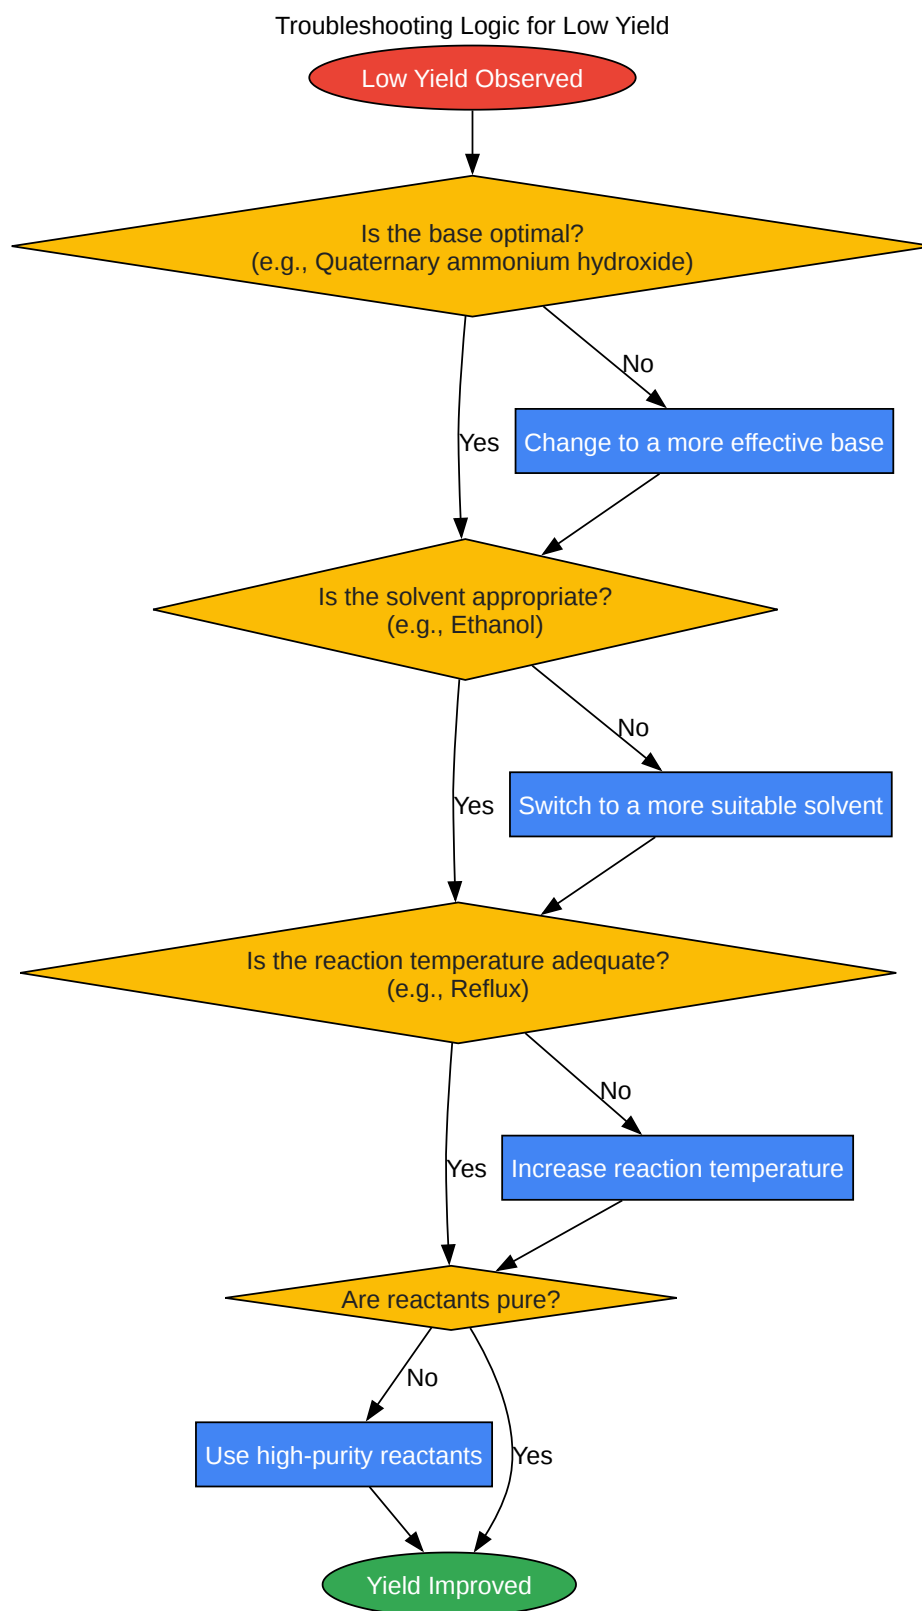 Troubleshooting Logic for Low Yield
Low Yield Observed
Is the base optimal?
(e.g., Quaternary ammonium hydroxide)
No
Yes
Change to a more effective base
Is the solvent appropriate?
(e.g., Ethanol)
No
Yes
Switch to a more suitable solvent
Is the reaction temperature adequate?
(e.g., Reflux)
No
Yes
Increase reaction temperature
Are reactants pure?
No
Use high-purity reactants
Yes
Yield Improved